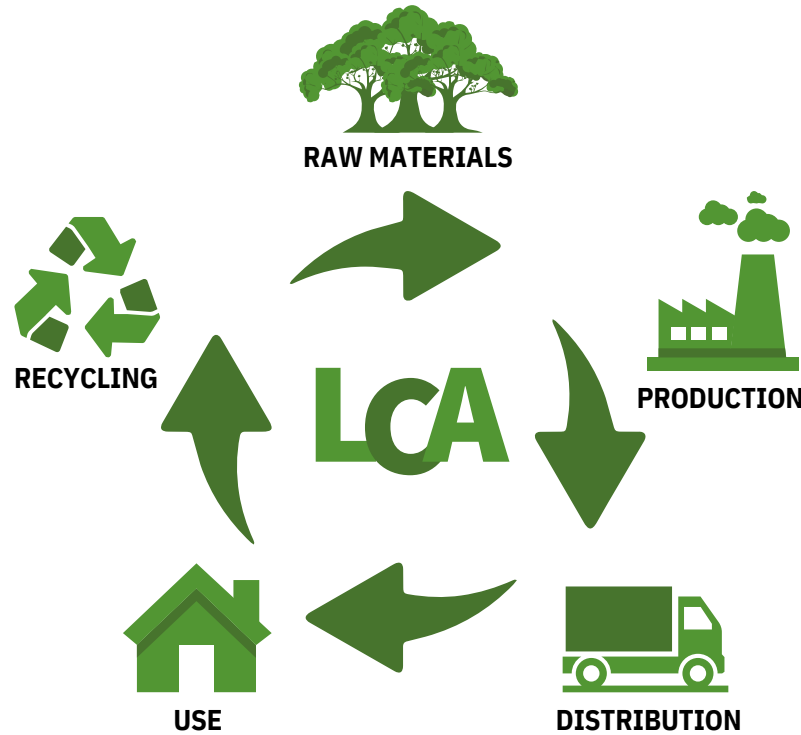 RAW MATERIALS
RECYCLING
PRODUCTION
LCA
USE
DISTRIBUTION